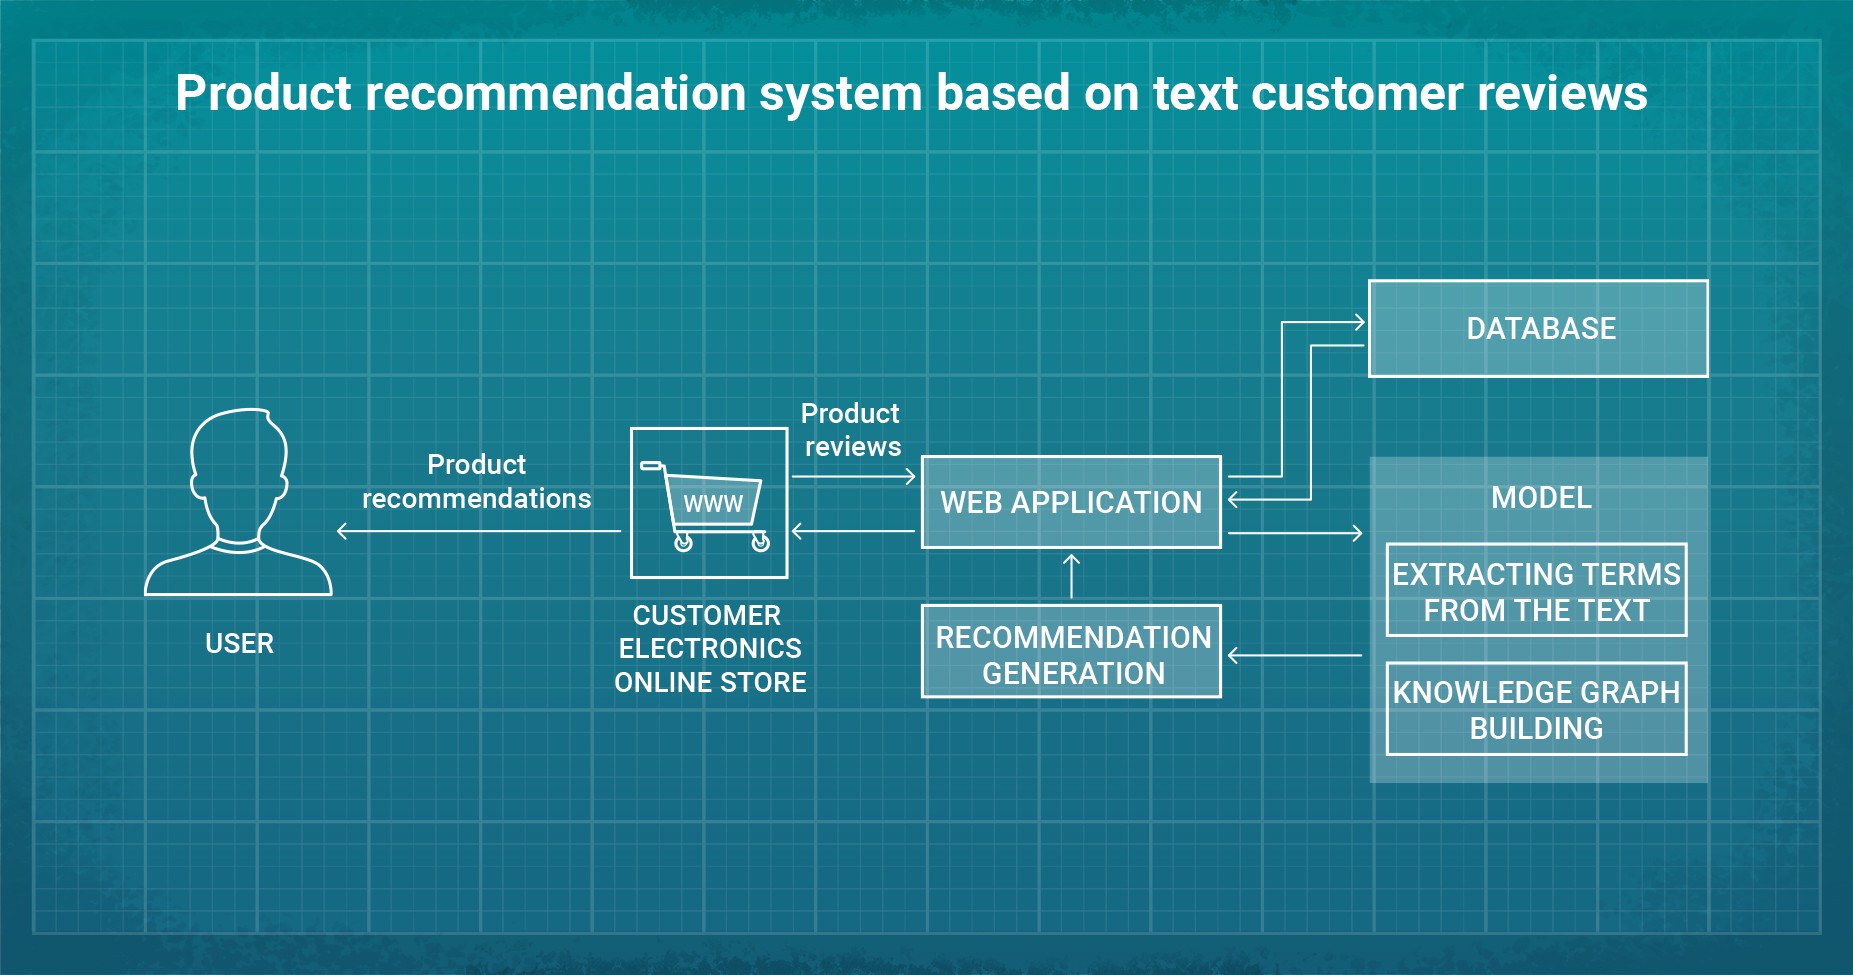 Product recommendation system based on text customer reviews
DATABASE
Product
reviews
Product
recommendations
WWW
WEB APPLICATION
MODEL
EXTRACTING TERMS
FROM THE TEXT
USER
CUSTOMER
ELECTRONICS
ONLINE STORE
RECOMMENDATION
GENERATION
KNOWLEDGE GRAPH
BUILDING